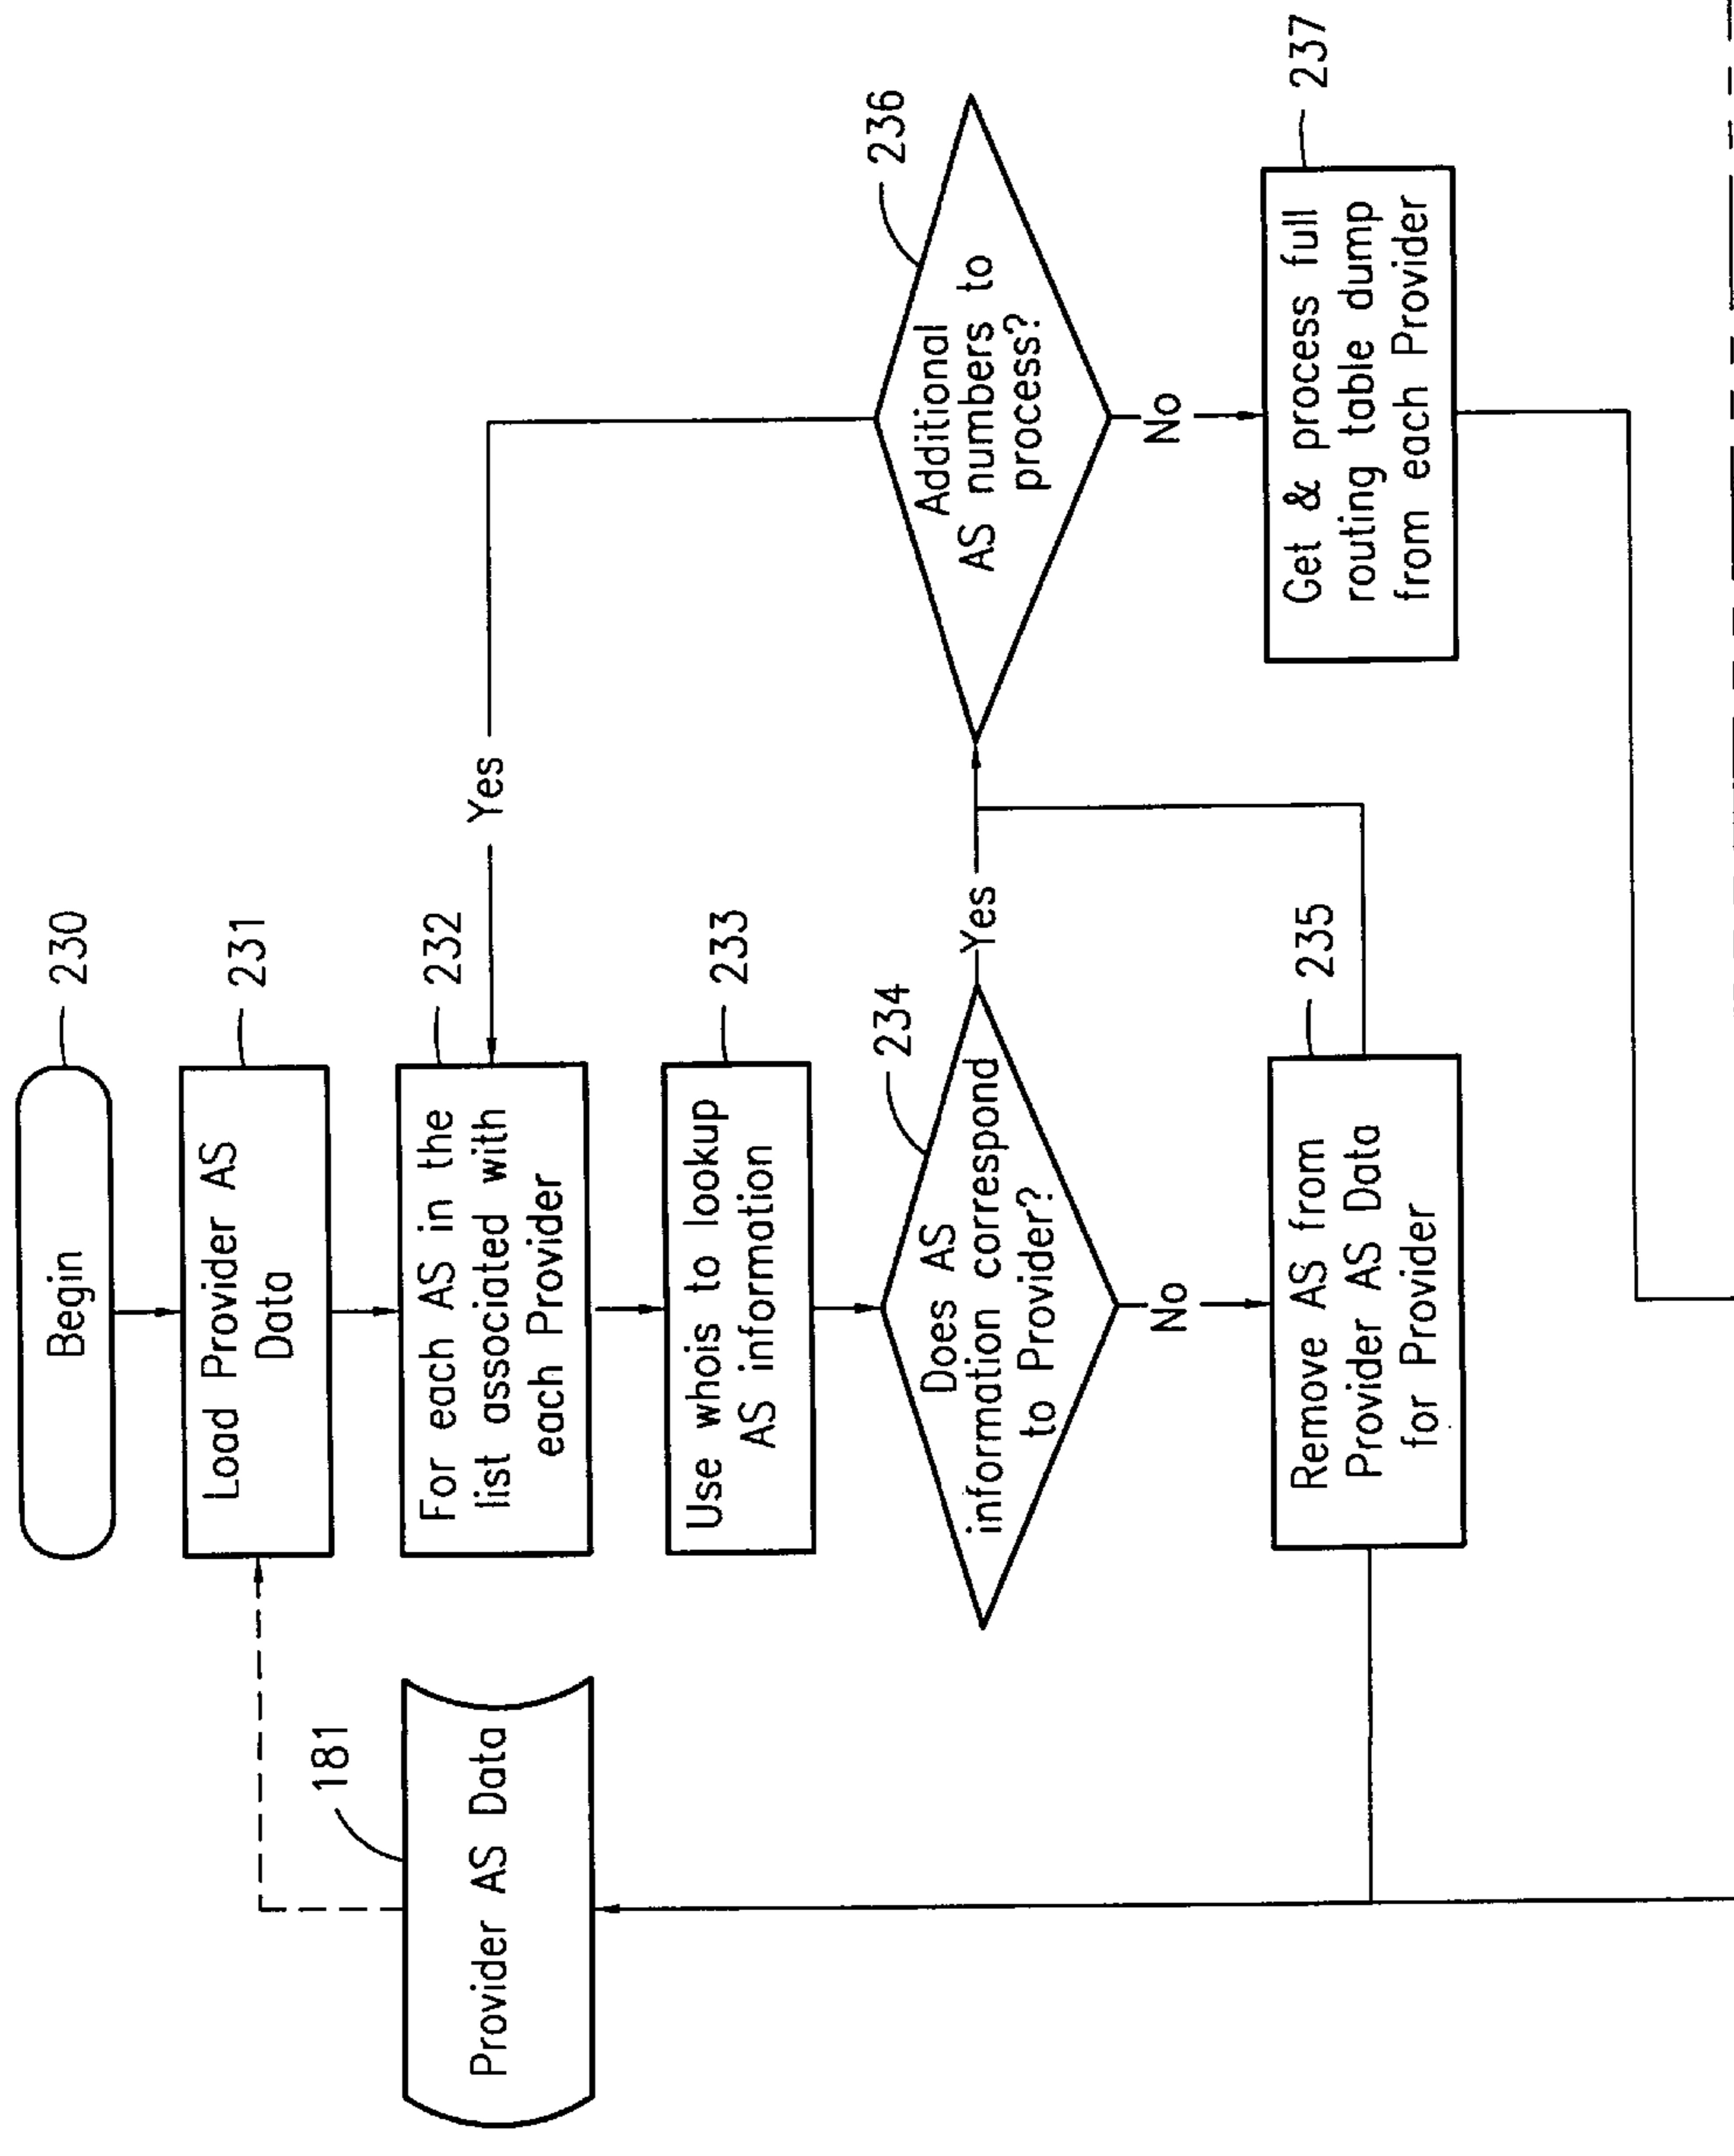 Begin
230
Load Provider AS
Data
231
181
Provider AS Data
For each AS in the
list associated with
each Provider
232
Yes
Use whois to lookup
AS information
233
Does AS
information correspond
to Provider?
234
Yes
No
Additional
AS numbers to
process?
236
No
Remove AS from
Provider AS Data
for Provider
235
Get & process full
routing table dump
from each Provider
237